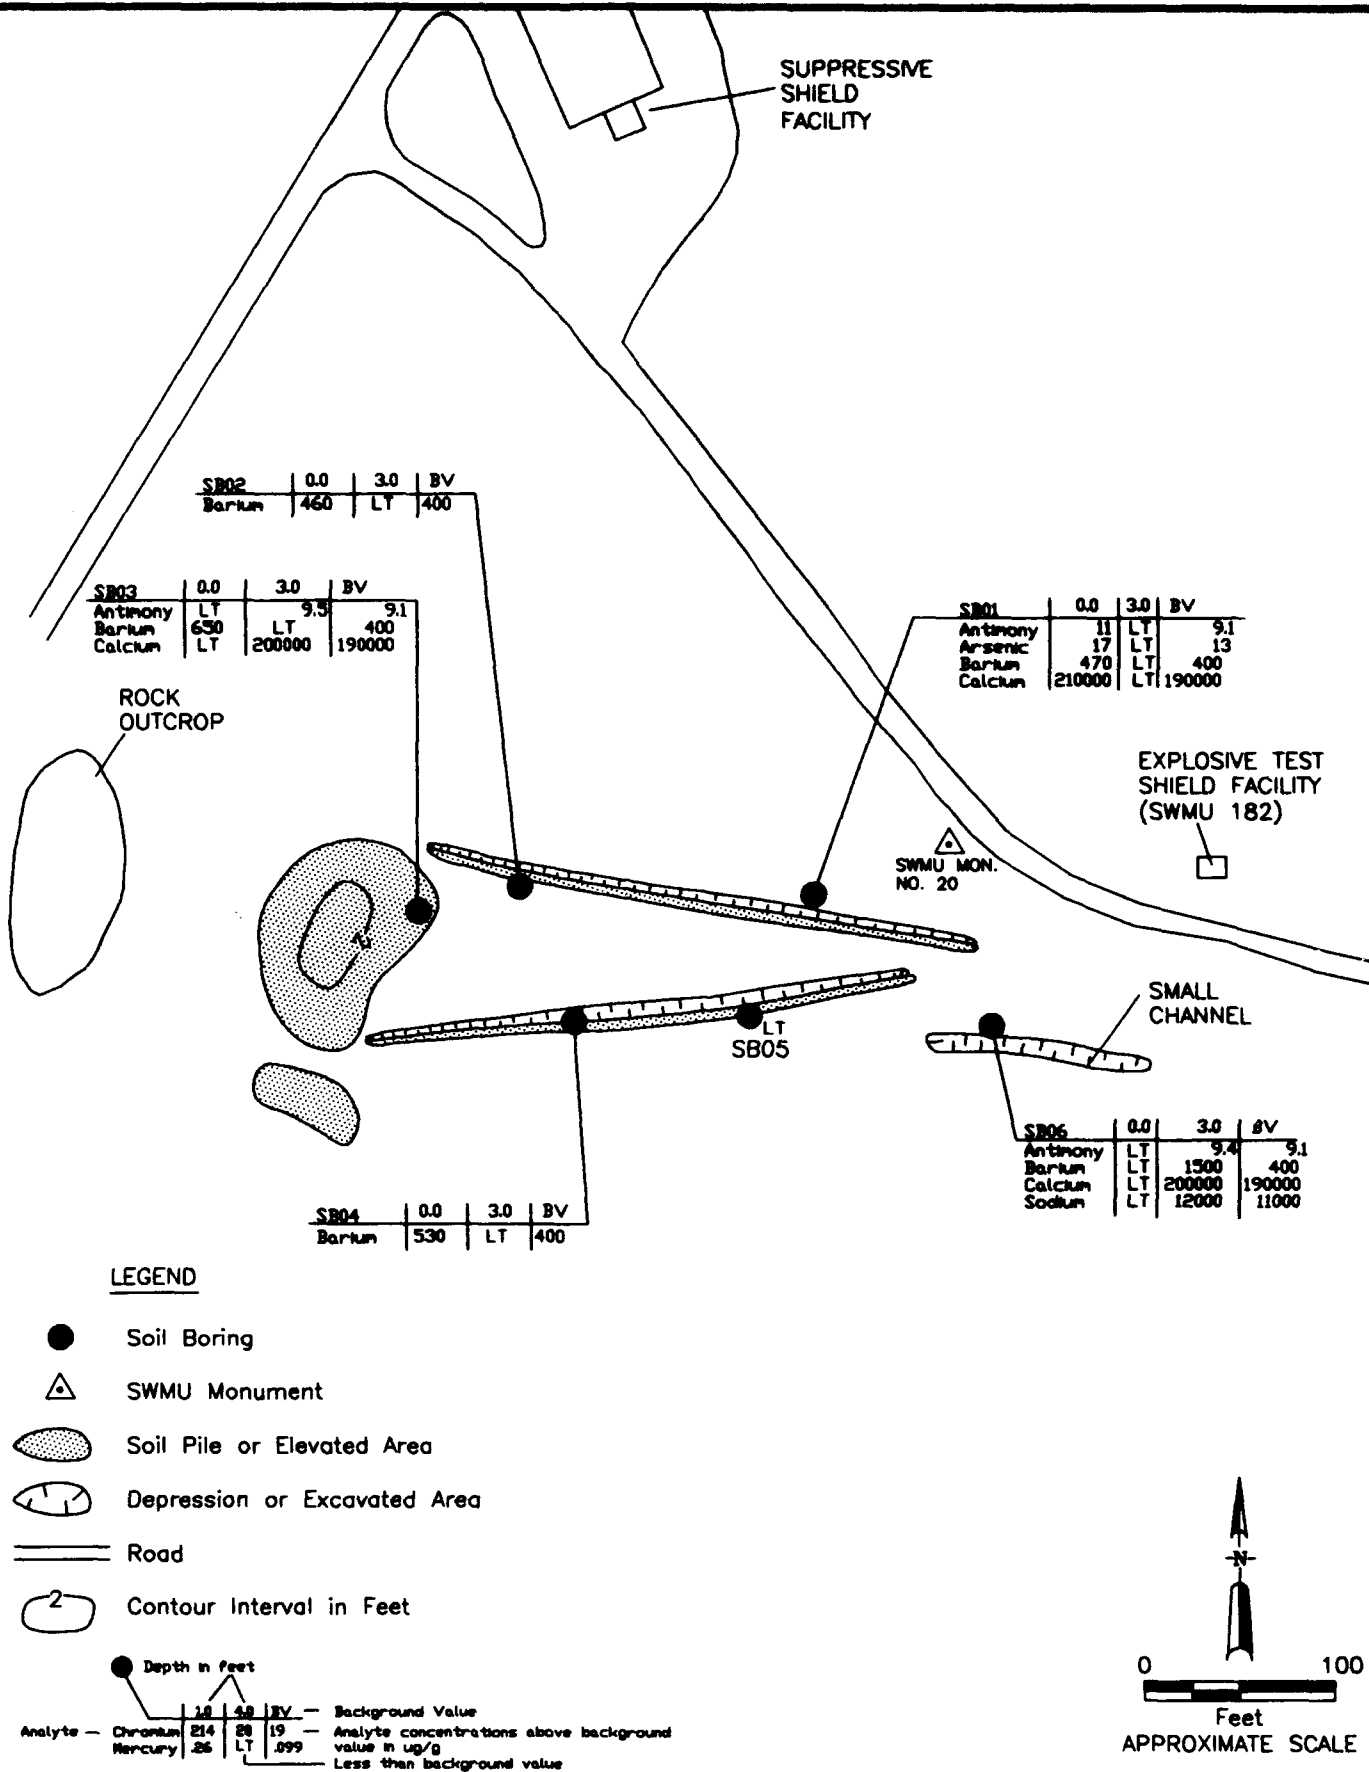 SUPPRESSIVE
SHIELD
FACILITY
SB02 0.0 3.0 BV
Barium 460 LT 400
SB03 0.0 3.0 BV
Antimony LT 9.5 9.1
Barium 650 LT 400
Calcium LT 200000 190000
SB01 0.0 3.0 BV
Antimony 11 LT 9.1
Arsenic 17 LT 13
Barium 470 LT 400
Calcium 210000 LT 190000
ROCK
OUTCROP
EXPLOSIVE TEST
SHIELD FACILITY
(SWMU 182)
SWMU MON.
NO. 20
2
SMALL
CHANNEL
LT
SB05
SB06 0.0 3.0 BV
Antimony LT 9.4 9.1
Barium LT 1500 400
Calcium LT 200000 190000
Sodium LT 12000 11000
SB04 0.0 3.0 BV
Barium 530 LT 400
LEGEND
Soil Boring
SWMU Monument
Soil Pile or Elevated Area
Depression or Excavated Area
Road
2 Contour Interval in Feet
Depth in feet
1.0 4.0 BV — Background Value
Analyte — Chromium 214 28 19 — Analyte concentrations above background
Mercury .26 LT .099 value in ug/g
Less than background value
N
0 100
Feet
APPROXIMATE SCALE